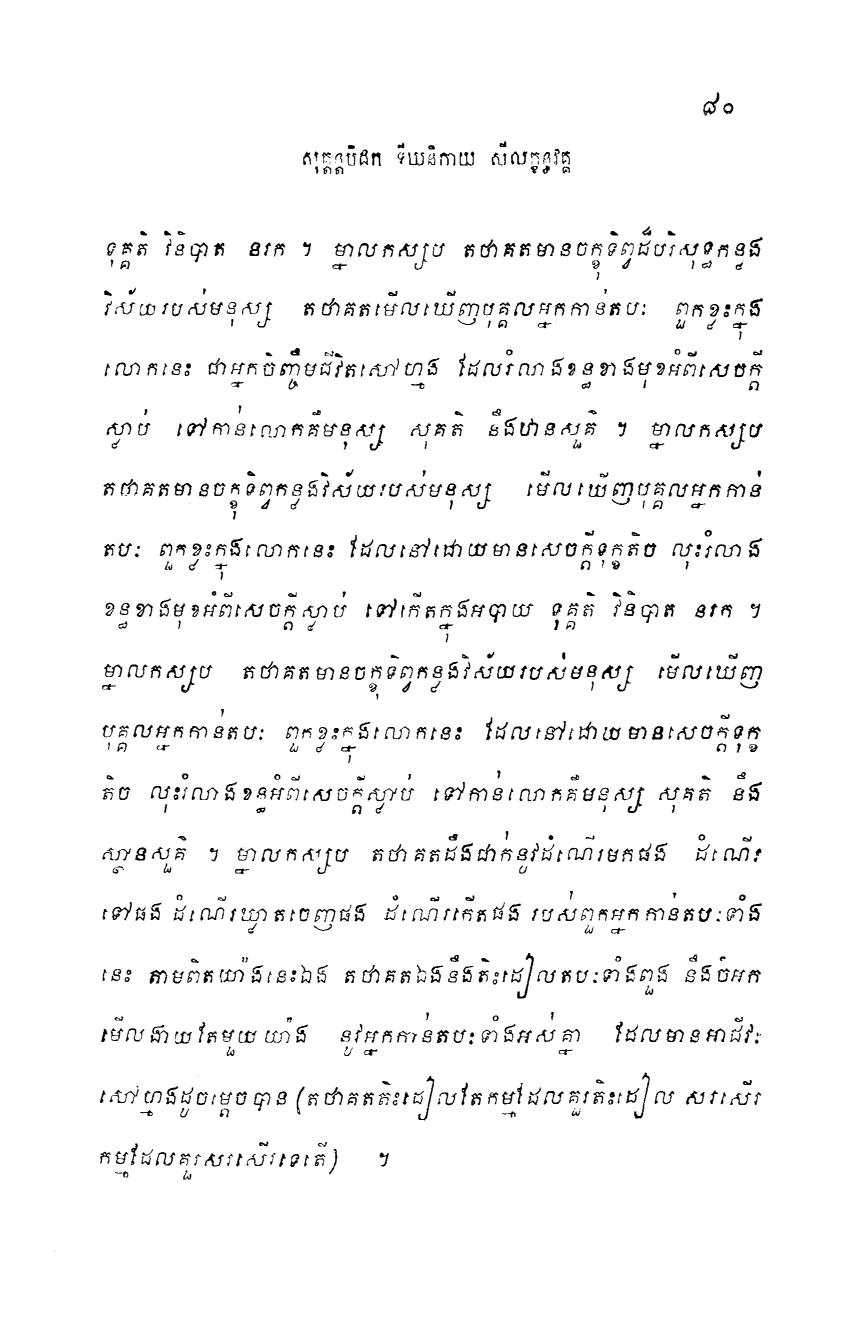 ៨០
សុត្តន្តបិដក ទីឃនិកាយ សីលក្ខន្ធវគ្គ
ទុគ្គតិ វិនិបាត នរក ។ ម្នាលកស្សប តថាគតមានចក្ខុទិព្វដ៏បរិសុទ្ធកន្លង
វិស័យរបស់មនុស្ស តថាគតមើលឃើញបុគ្គលអ្នកកាន់តបៈ ពួកខ្លះក្នុង
លោកនេះ ជាអ្នកចិញ្ចឹមជីវិតសៅហ្មង ដែលរំលាងខន្ធខាងមុខអំពីសេចក្ដី
ស្លាប់ ទៅកាន់លោកគឺមនុស្ស សុគតិ នឹងឋានសួគ៌ ។ ម្នាលកស្សប
តថាគតមានចក្ខុទិព្វកន្លងវិស័យរបស់មនុស្ស មើលឃើញបុគ្គលអ្នកកាន់
តបៈ ពួកខ្លះក្នុងលោកនេះ ដែលនៅដោយមានសេចក្ដីទុក្ខតិច លុះរំលាង
ខន្ធខាងមុខអំពីសេចក្ដីស្លាប់ ទៅកើតក្នុងអបាយ ទុគ្គតិ វិនិបាត នរក ។
ម្នាលកស្សប តថាគតមានចក្ខុទិព្វកន្លងវិស័យរបស់មនុស្ស មើលឃើញ
បុគ្គលអ្នកកាន់តបៈ ពួកខ្លះក្នុងលោកនេះ ដែលនៅដោយមានសេចក្ដីទុក្ខ
តិច លុះរំលាងខន្ធអំពីសេចក្ដីស្លាប់ ទៅកាន់លោកគឺមនុស្ស សុគតិ នឹង
ស្ថានសួគ៌ ។ ម្នាលកស្សប តថាគតដឹងជាក់នូវដំណើរមកផង ដំណើរ
ទៅផង ដំណើរឃ្លាតចេញផង ដំណើរកើតផង របស់ពួកអ្នកកាន់តបៈទាំង
នេះ តាមពិតយ៉ាងនេះឯង តថាគតឯងនឹងតិះដៀលតបៈទាំងពួង នឹងចំអក
មើលងាយតែមួយយ៉ាង នូវអ្នកកាន់តបៈទាំងអស់គ្នា ដែលមានអាជីវៈ
សៅហ្មងដូចម្ដេចបាន (តថាគតតិះដៀលតែកម្មដែលគួរតិះដៀល សរសើរ
កម្មដែលគួរសរសើរទេតើ) ។